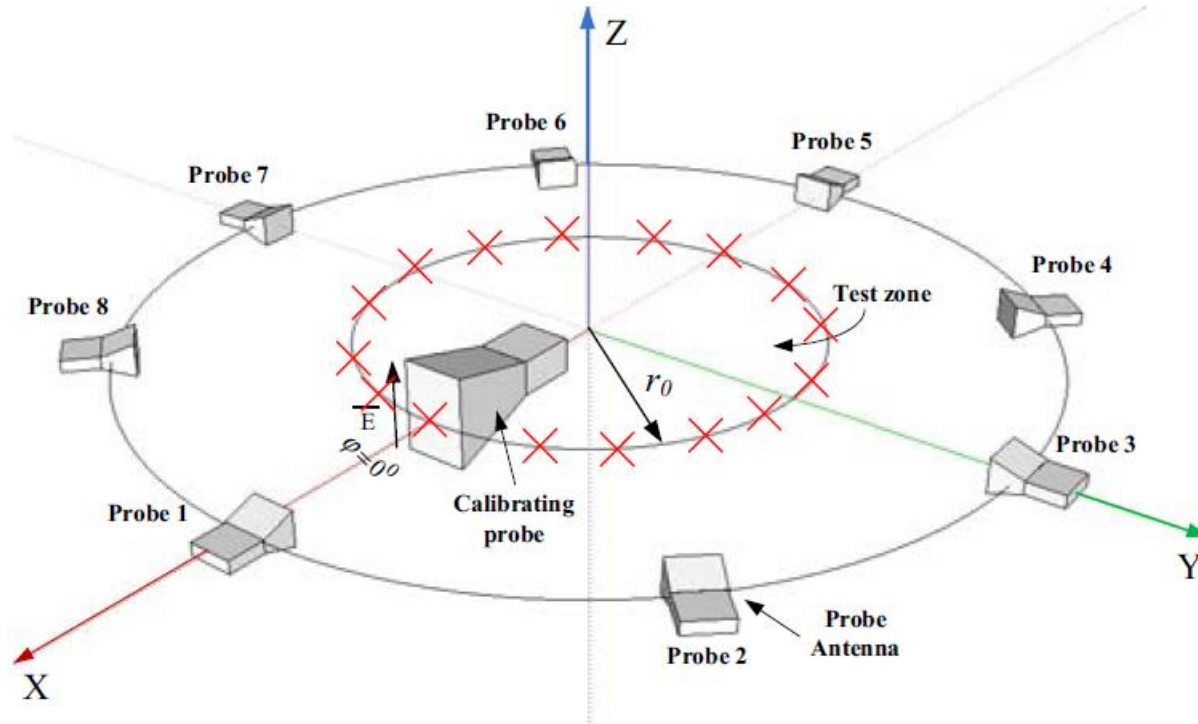 Z
Probe 6
Probe 5
Probe 7
Probe 4
Probe 8
Test zone
r0
E
φ=0⁰
Probe 3
Calibrating
probe
Probe 1
Y
Probe
Antenna
Probe 2
X